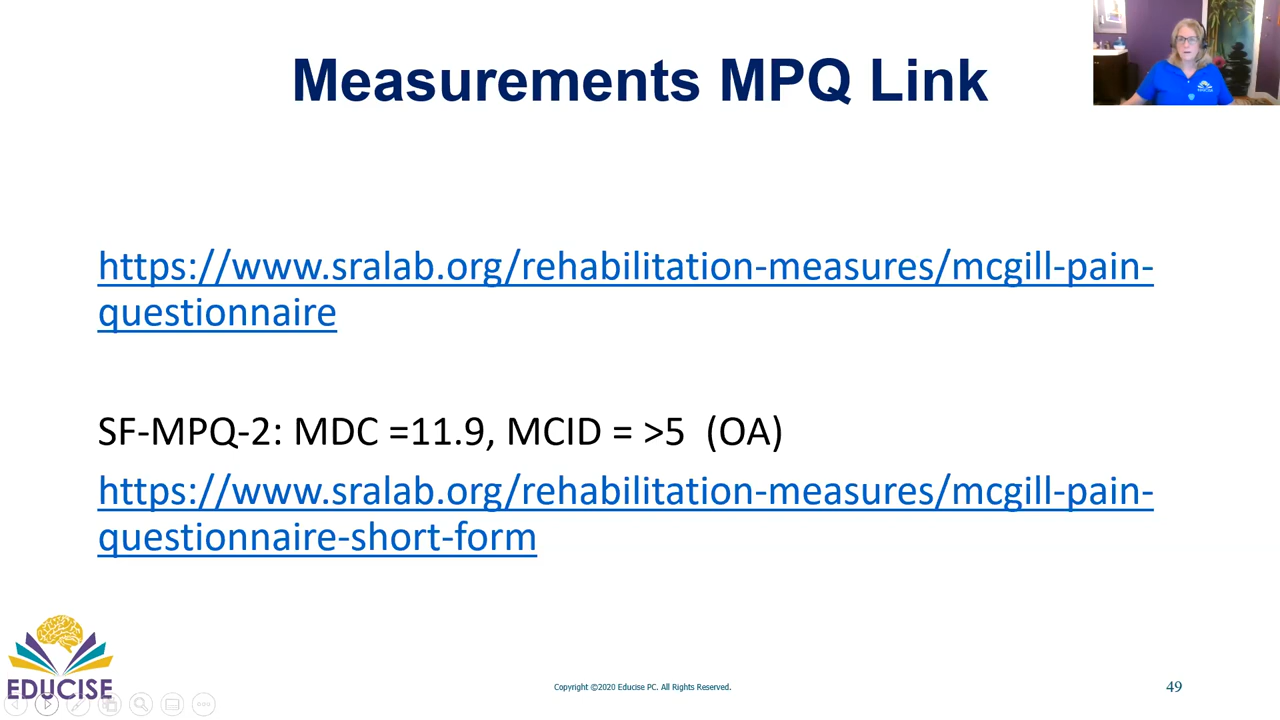 Measurements MPQ Link
https://www.sralab.org/rehabilitation-measures/mcgill-pain-
questionnaire
SF-MPQ-2: MDC =11.9, MCID = >5  (OA)
https://www.sralab.org/rehabilitation-measures/mcgill-pain-
questionnaire-short-form
EDUCISE
Copyright ©2020 Educise PC. All Rights Reserved.
49